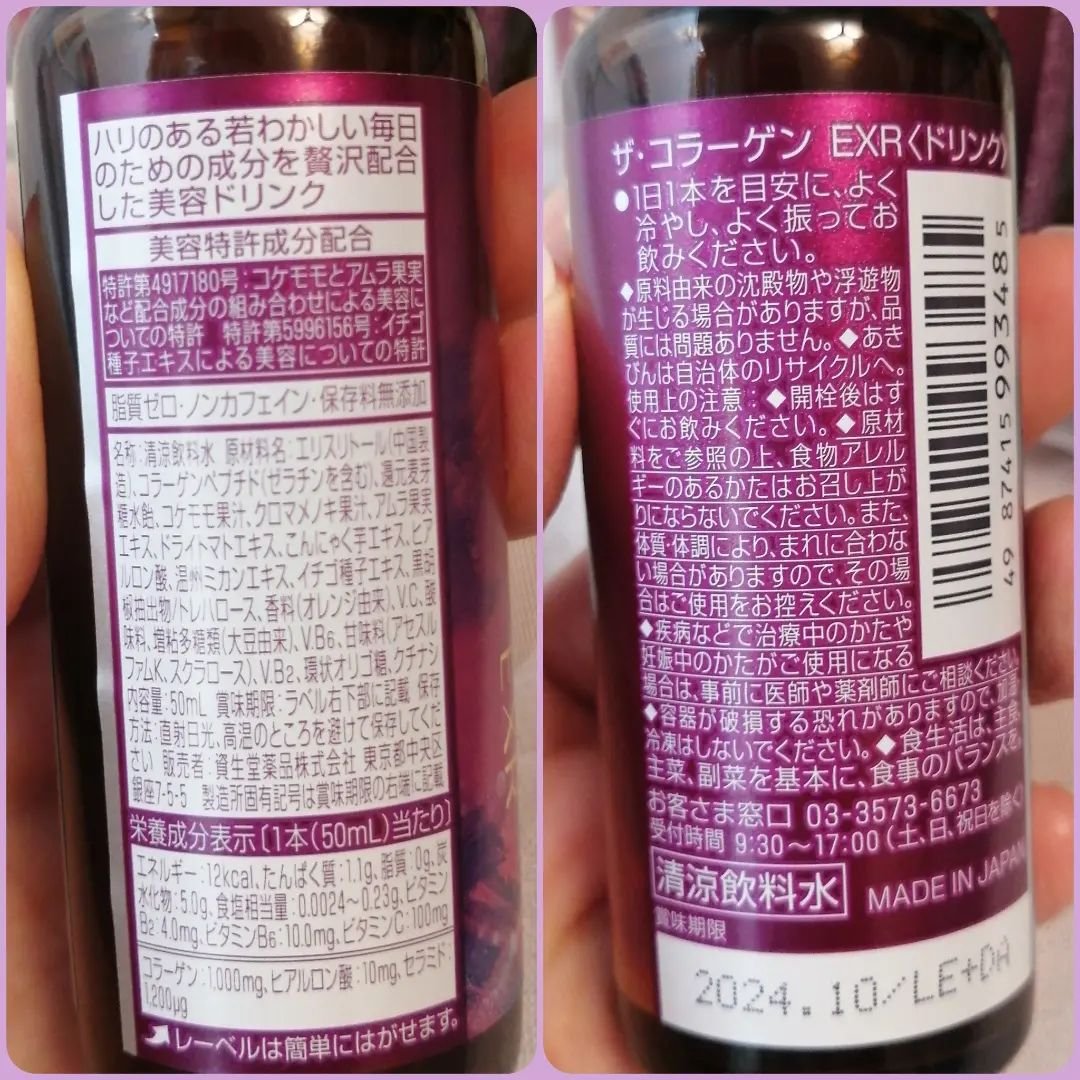 ハリのある若わかしい毎日
のための成分を贅沢配合
した美容ドリンク
美容特許成分配合
特許第4917180号:コケモモとアムラ果実
など配合成分の組み合わせによる美容に
ついての特許 特許第5996156号:イチゴ
種子エキスによる美容についての特許
脂質ゼロ・ノンカフェイン・保存料無添加
名称:清涼飲料水 原材料名:エリスリトール(中国製
造)、コラーゲンペプチド(ゼラチンを含む)、還元麦芽
糖水飴、コケモモ果汁、クロマメノキ果汁、アムラ果実
エキス、ドライトマトエキス、こんにゃく芋エキス、ヒア
ルロン酸、温州ミカンエキス、イチゴ種子エキス、黒胡
椒抽出物/トレハロース、香料(オレンジ由来)、V.C、酸
味料、増粘多糖類(大豆由来)、V.B6、甘味料(アセスル
ファムK、スクラロース)、V.B2、環状オリゴ糖、クチナシ
内容量:50mL 賞味期限:ラベル右下部に記載 保存
方法:直射日光、高温のところを避けて保存してくだ
さい 販売者:資生堂薬品株式会社 東京都中央区
銀座7-5-5 製造所固有記号は賞味期限の右端に記載
栄養成分表示(1本(50mL)当たり)
エネルギー:12kcal、たんぱく質:1.1g、脂質:0g、炭
水化物:5.0g、食塩相当量:0.0024〜0.23g、ビタミン
B2:4.0mg、ビタミンB6:10.0mg、ビタミンC:100mg
コラーゲン:1,000mg、ヒアルロン酸:10mg、セラミド:
1,200μg
レーベルは簡単にはがせます。
ザ・コラーゲン EXR〈ドリンク〉
●1日1本を目安に、よく
冷やし、よく振ってお
飲みください。
◆原料由来の沈殿物や浮遊物
が生じる場合がありますが、品
質には問題ありません。◆あき
びんは自治体のリサイクルへ。
使用上の注意:◆開栓後はす
ぐにお飲みください。◆原材
料をご参照の上、食物アレル
ギーのあるかたはお召し上が
りにならないでください。また、
体質・体調により、まれに合わな
い場合がありますので、その場
合はご使用をお控えください。
◆疾病などで治療中のかたや
妊娠中のかたがご使用になる
場合は、事前に医師や薬剤師にご相談ください。
◆容器が破損する恐れがありますので、加温・
冷凍はしないでください。◆食生活は、主食、
主菜、副菜を基本に、食事のバランスを。
お客さま窓口 03-3573-6673
受付時間 9:30〜17:00(土、日、祝日を除く)
清涼飲料水 MADE IN JAPAN
賞味期限
2024.10/LE+DA
49 87415 993485